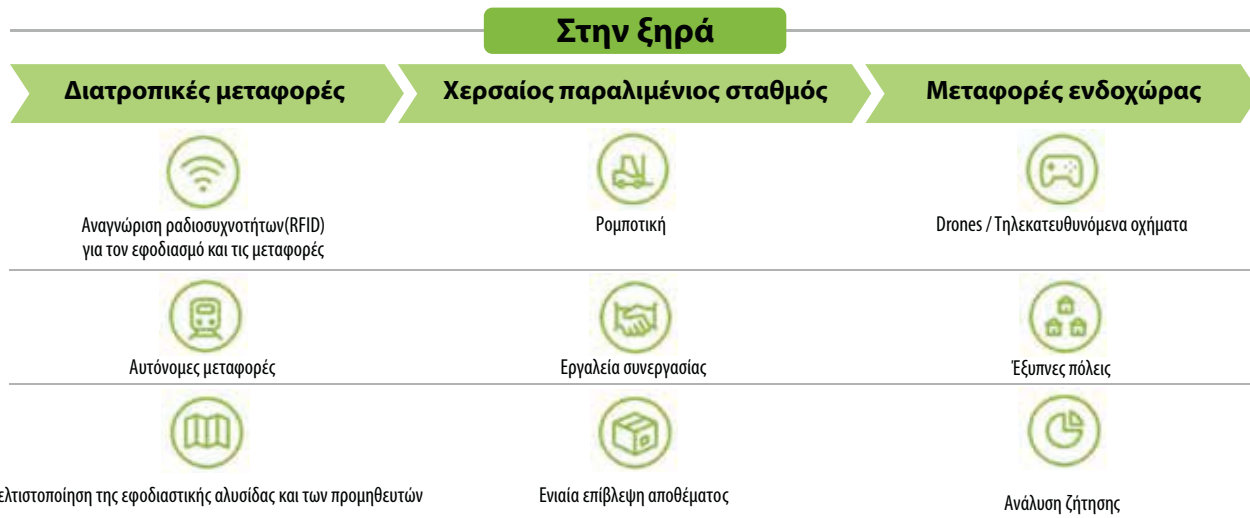 Στην ξηρά
Διατροπικές μεταφορές
Χερσαίος παραλιμένιος σταθμός
Μεταφορές ενδοχώρας
Αναγνώριση ραδιοσυχνοτήτων(RFID)
για τον εφοδιασμό και τις μεταφορές
Ρομποτική
Drones / Τηλεκατευθυνόμενα οχήματα
Αυτόνομες μεταφορές
Εργαλεία συνεργασίας
Έξυπνες πόλεις
ελτιστοποίηση της εφοδιαστικής αλυσίδας και των προμηθευτών
Ενιαία επίβλεψη αποθέματος
Ανάλυση ζήτησης